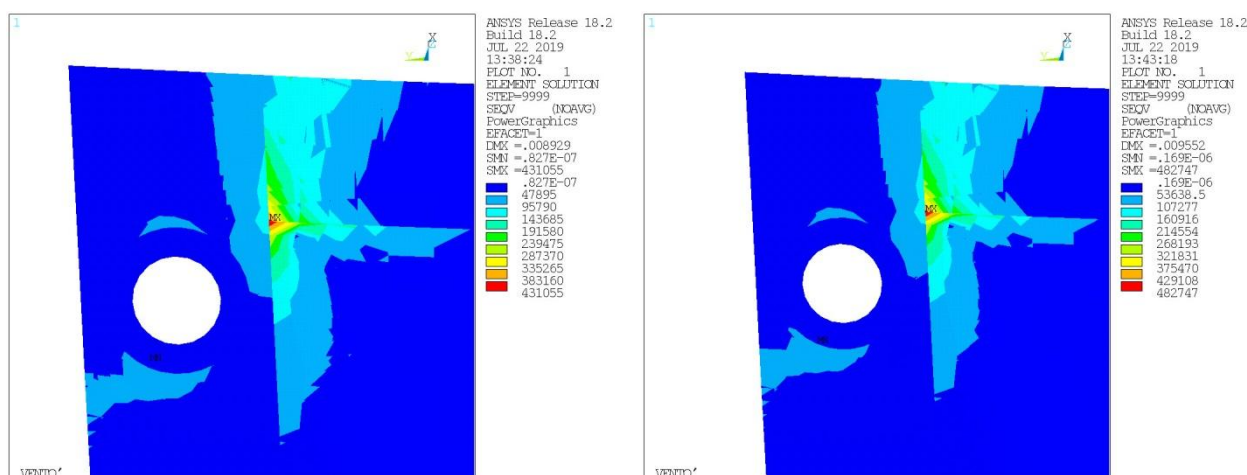 1
ANSYS Release 18.2
Build 18.2
JUL 22 2019
13:38:24
PLOT NO. 1
ELEMENT SOLUTION
STEP=9999
SEQV (NOAVG)
PowerGraphics
EFACET=1
DMX =.008929
SMN =.827E-07
SMX =431055
.827E-07
47895
95790
143685
191580
239475
287370
335265
383160
431055
X
Y
Z
MX
MN
VENTO'
1
ANSYS Release 18.2
Build 18.2
JUL 22 2019
13:43:18
PLOT NO. 1
ELEMENT SOLUTION
STEP=9999
SEQV (NOAVG)
PowerGraphics
EFACET=1
DMX =.009552
SMN =.169E-06
SMX =482747
.169E-06
53638.5
107277
160916
214554
268193
321831
375470
429108
482747
X
Y
Z
MX
MN
VENTO'